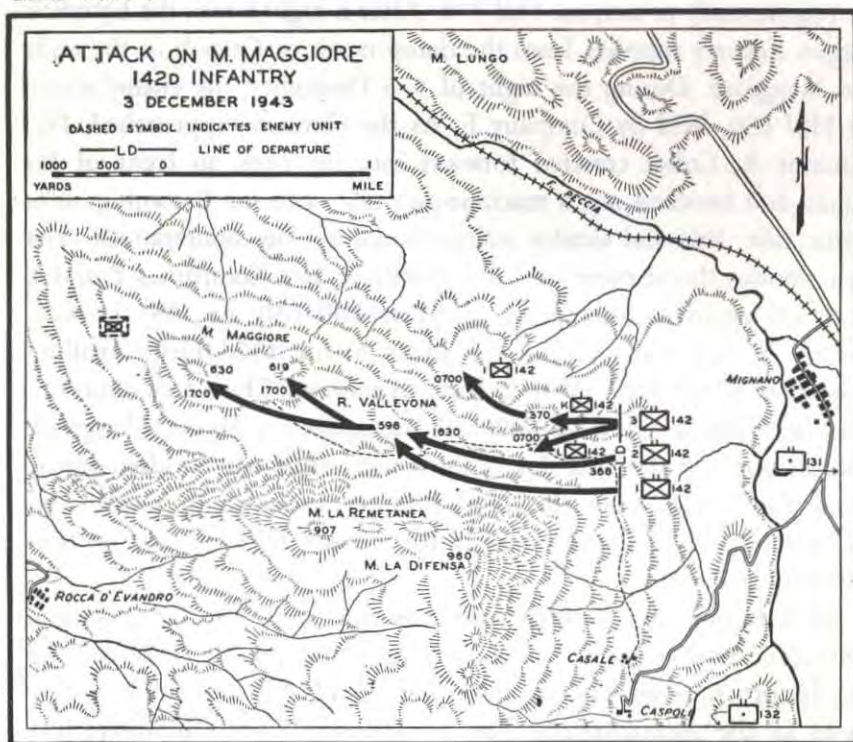 ATTACK ON M. MAGGIORE
142D INFANTRY
3 DECEMBER 1943
DASHED SYMBOL INDICATES ENEMY UNIT
LD LINE OF DEPARTURE
1000 500 0
YARDS MILE
M. LUNGO
F. PECCIA
M. MAGGIORE
630
619
1700
1700
R. VALLEVONA
596
0700
I 142
MIGNANO
K 142
370
3 142
1630
0700
L 142
LD
2 142
368
131
1 142
M. LA REMETANEA
907
960
M. LA DIFENSA
ROCCA D'EVANDRO
CASALE
CASPOLI
132